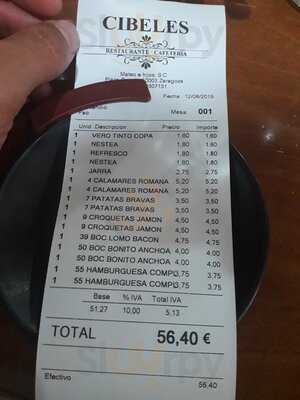 CIBELES
RESTAURANTE - CAFETERIA
Mateo e hijos, S.C
Zaragoza
Fecha: 12/06/2019
Mesa: 001
Unid. Descripción Precio Importe
1 VERO TINTO COPA 1,60 1,60
1 NESTEA 1,80 1,80
1 REFRESCO 1,80 1,80
1 NESTEA 1,80 1,80
1 JARRA 2,75 2,75
1 4 CALAMARES ROMANA 5,20 5,20
1 4 CALAMARES ROMANA 5,20 5,20
1 7 PATATAS BRAVAS 3,50 3,50
1 7 PATATAS BRAVAS 3,50 3,50
1 9 CROQUETAS JAMON 4,50 4,50
1 9 CROQUETAS JAMON 4,50 4,50
1 39 BOC LOMO BACON 4,75 4,75
1 50 BOC BONITO ANCHOA 4,00 4,00
1 50 BOC BONITO ANCHOA 4,00 4,00
1 55 HAMBURGUESA COMPL 3,75 3,75
1 55 HAMBURGUESA COMPL 3,75 3,75
Base % IVA Total IVA
51,27 10,00 5,13
TOTAL 56,40 €
Efectivo 56,40